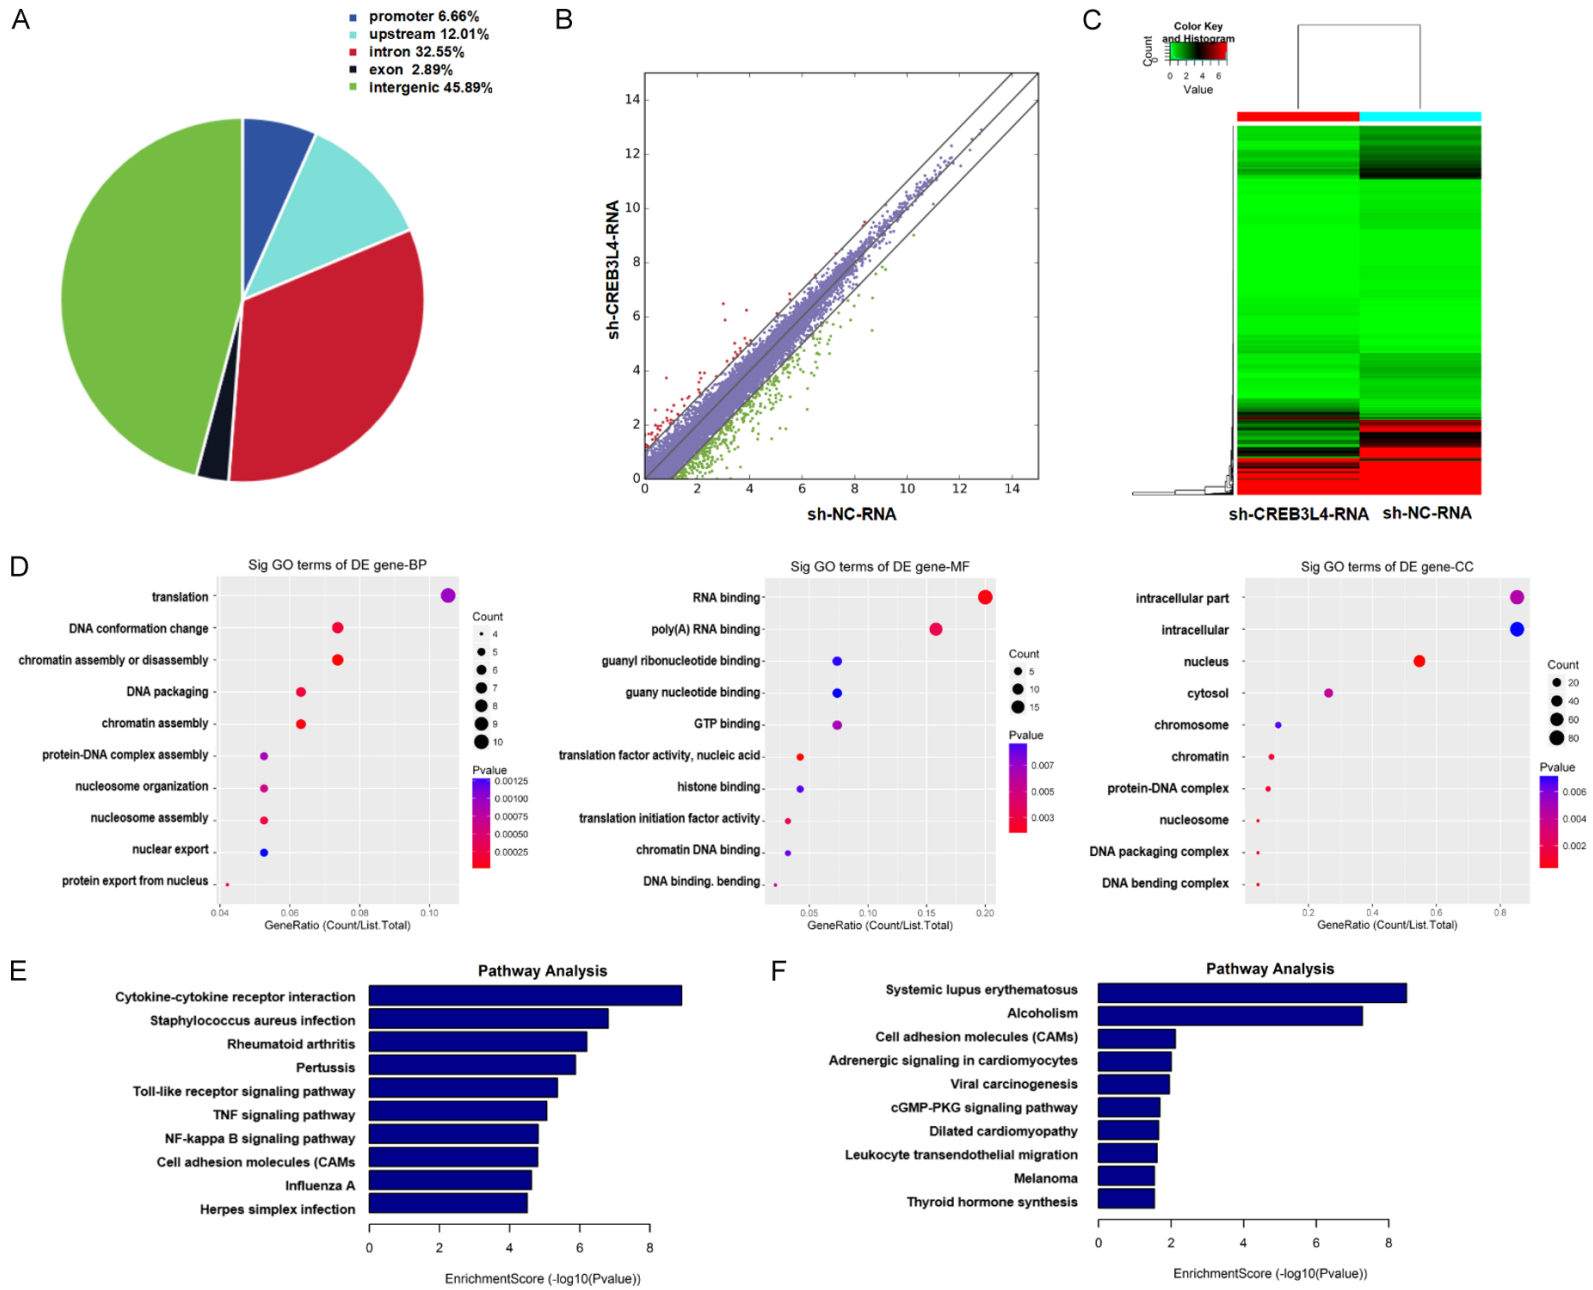 A
promoter 6.66%
upstream 12.01%
intron 32.55%
exon 2.89%
intergenic 45.89%
B
sh-CREB3L4-RNA
14
12
10
8
6
4
2
0
0 2 4 6 8 10 12 14
sh-NC-RNA
C
Color Key
and Histogram
Count
0
0 2 4 6
Value
sh-CREB3L4-RNA sh-NC-RNA
D
Sig GO terms of DE gene-BP
translation
DNA conformation change
chromatin assembly or disassembly
DNA packaging
chromatin assembly
protein-DNA complex assembly
nucleosome organization
nucleosome assembly
nuclear export
protein export from nucleus
0.04 0.06 0.08 0.10
GeneRatio (Count/List.Total)
Count
4
5
6
7
8
9
10
Pvalue
0.00125
0.00100
0.00075
0.00050
0.00025
Sig GO terms of DE gene-MF
RNA binding
poly(A) RNA binding
guanyl ribonucleotide binding
guany nucleotide binding
GTP binding
translation factor activity, nucleic acid
histone binding
translation initiation factor activity
chromatin DNA binding
DNA binding. bending
0.05 0.10 0.15 0.20
GeneRatio (Count/List.Total)
Count
5
10
15
Pvalue
0.007
0.005
0.003
Sig GO terms of DE gene-CC
intracellular part
intracellular
nucleus
cytosol
chromosome
chromatin
protein-DNA complex
nucleosome
DNA packaging complex
DNA bending complex
0.2 0.4 0.6 0.8
GeneRatio (Count/List.Total)
Count
20
40
60
80
Pvalue
0.006
0.004
0.002
E
Pathway Analysis
Cytokine-cytokine receptor interaction
Staphylococcus aureus infection
Rheumatoid arthritis
Pertussis
Toll-like receptor signaling pathway
TNF signaling pathway
NF-kappa B signaling pathway
Cell adhesion molecules (CAMs
Influenza A
Herpes simplex infection
0 2 4 6 8
EnrichmentScore (-log10(Pvalue))
F
Pathway Analysis
Systemic lupus erythematosus
Alcoholism
Cell adhesion molecules (CAMs)
Adrenergic signaling in cardiomyocytes
Viral carcinogenesis
cGMP-PKG signaling pathway
Dilated cardiomyopathy
Leukocyte transendothelial migration
Melanoma
Thyroid hormone synthesis
0 2 4 6 8
EnrichmentScore (-log10(Pvalue))